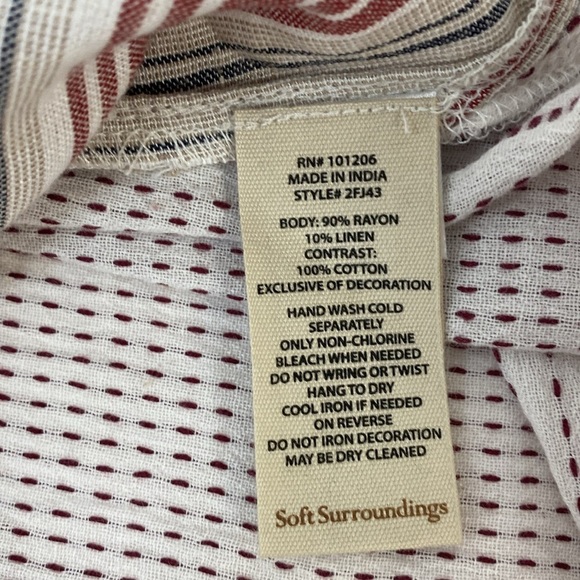 RN# 101206
MADE IN INDIA
STYLE# 2FJ43
BODY: 90% RAYON
10% LINEN
CONTRAST:
100% COTTON
EXCLUSIVE OF DECORATION
HAND WASH COLD
SEPARATELY
ONLY NON-CHLORINE
BLEACH WHEN NEEDED
DO NOT WRING OR TWIST
HANG TO DRY
COOL IRON IF NEEDED
ON REVERSE
DO NOT IRON DECORATION
MAY BE DRY CLEANED
Soft Surroundings